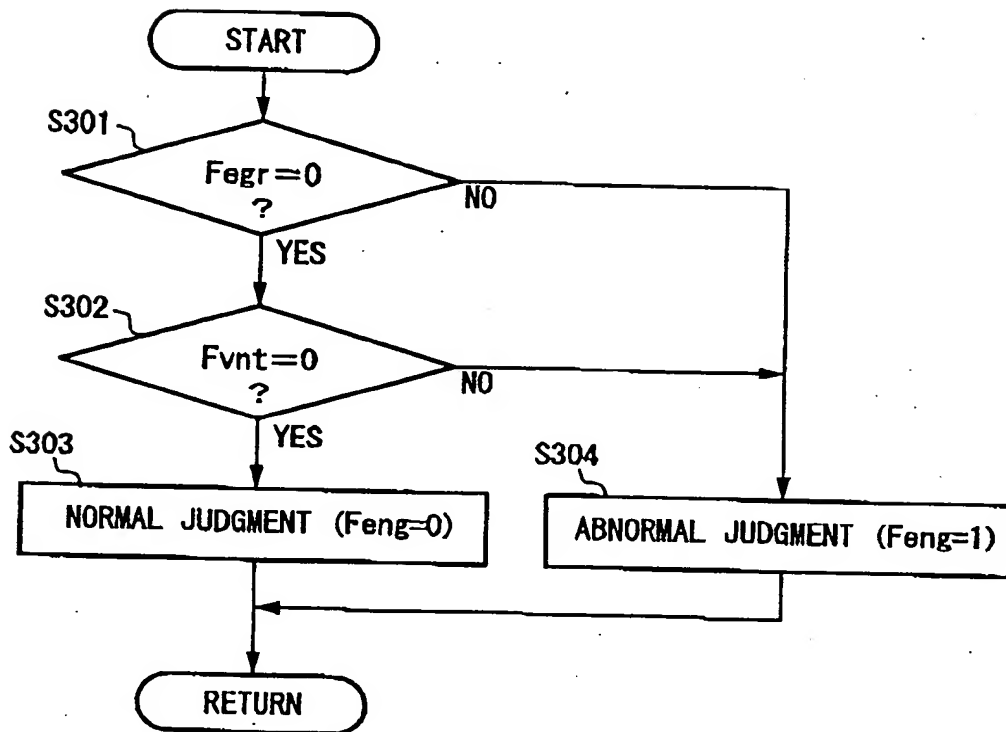 START
S301
Fegr=0
?
NO
YES
S302
Fvnt=0
?
NO
YES
S303
NORMAL JUDGMENT (Feng=0)
S304
ABNORMAL JUDGMENT (Feng=1)
RETURN